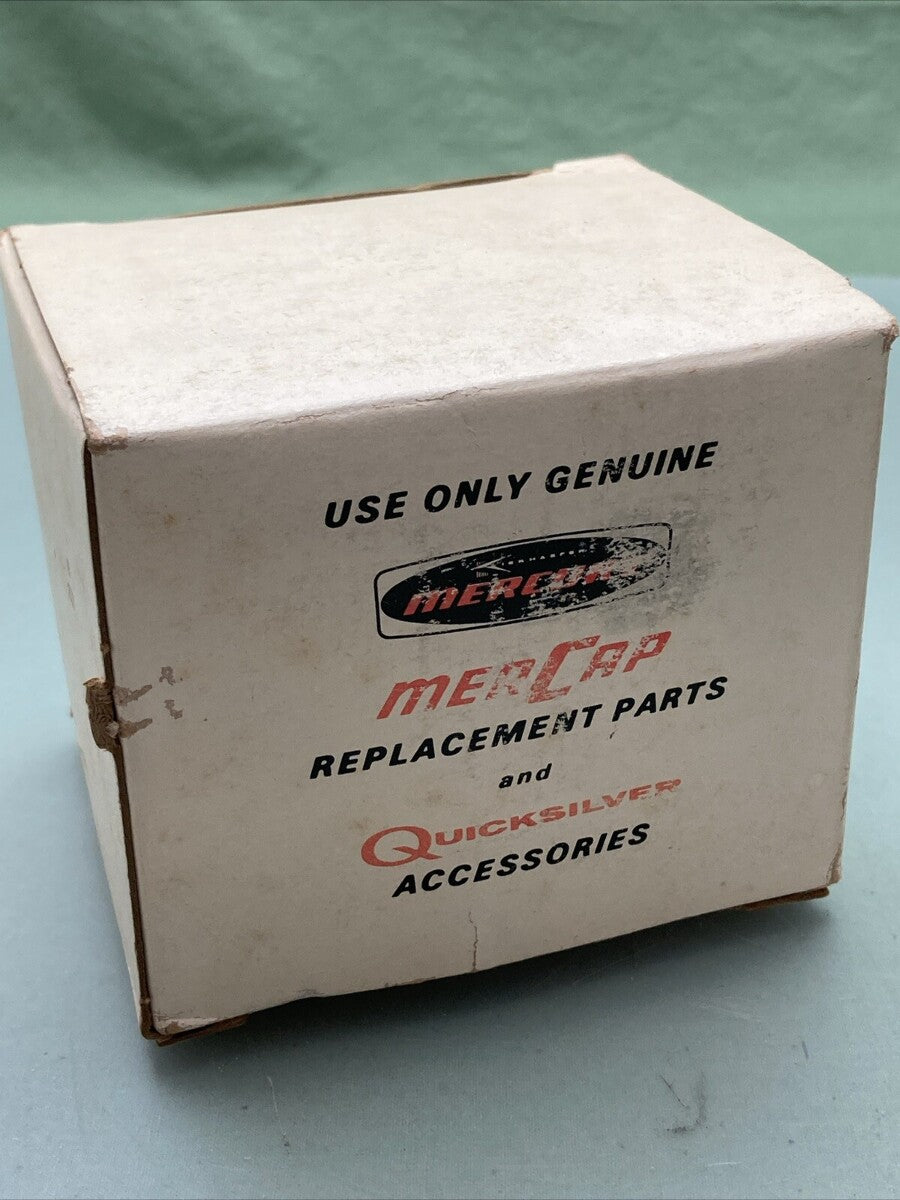 USE ONLY GENUINE
MERCURY
MERCAP
REPLACEMENT PARTS
and
QUICKSILVER
ACCESSORIES